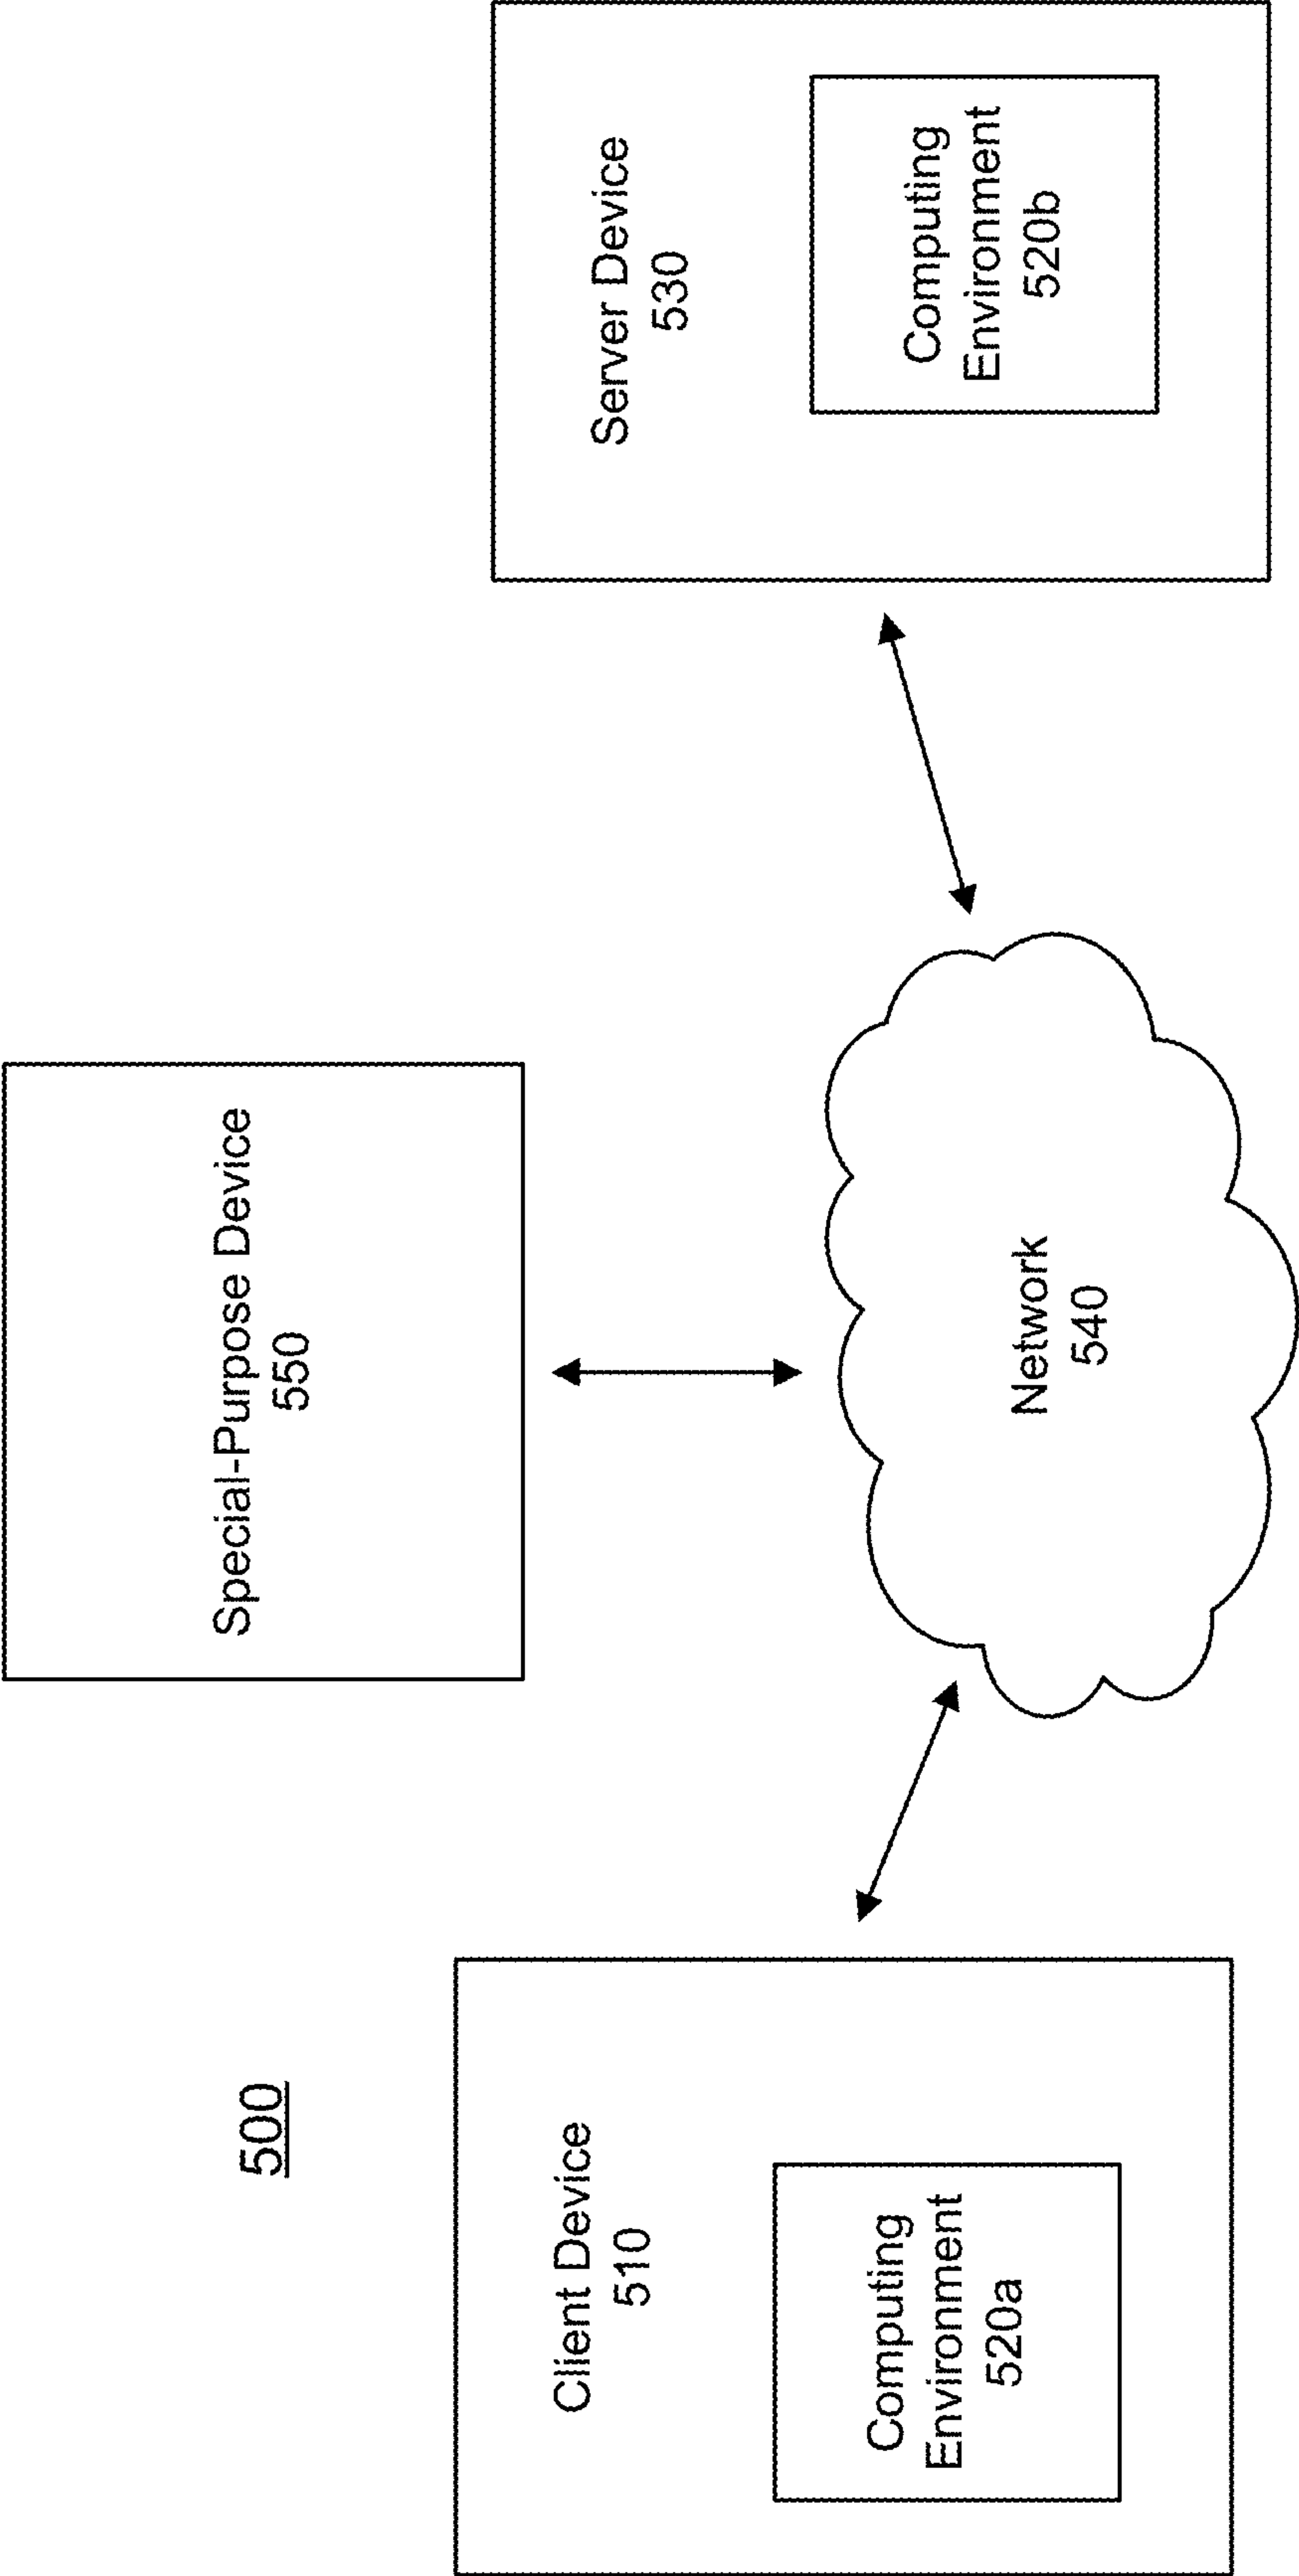 500
Special-Purpose Device
550
Client Device
510
Computing
Environment
520a
Network
540
Server Device
530
Computing
Environment
520b